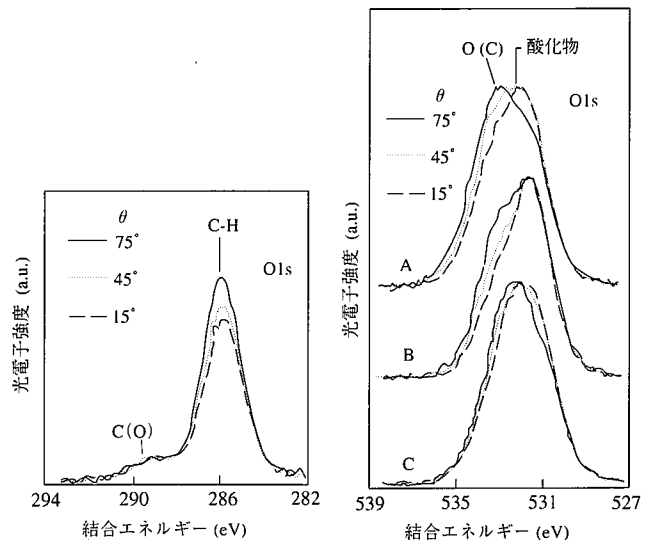 光電子強度 (a.u.)
θ
75°
45°
15°
C-H
O1s
C(O)
294
290
286
282
結合エネルギー (eV)
光電子強度 (a.u.)
O (C)
酸化物
θ
75°
45°
15°
O1s
A
B
C
539
535
531
527
結合エネルギー (eV)